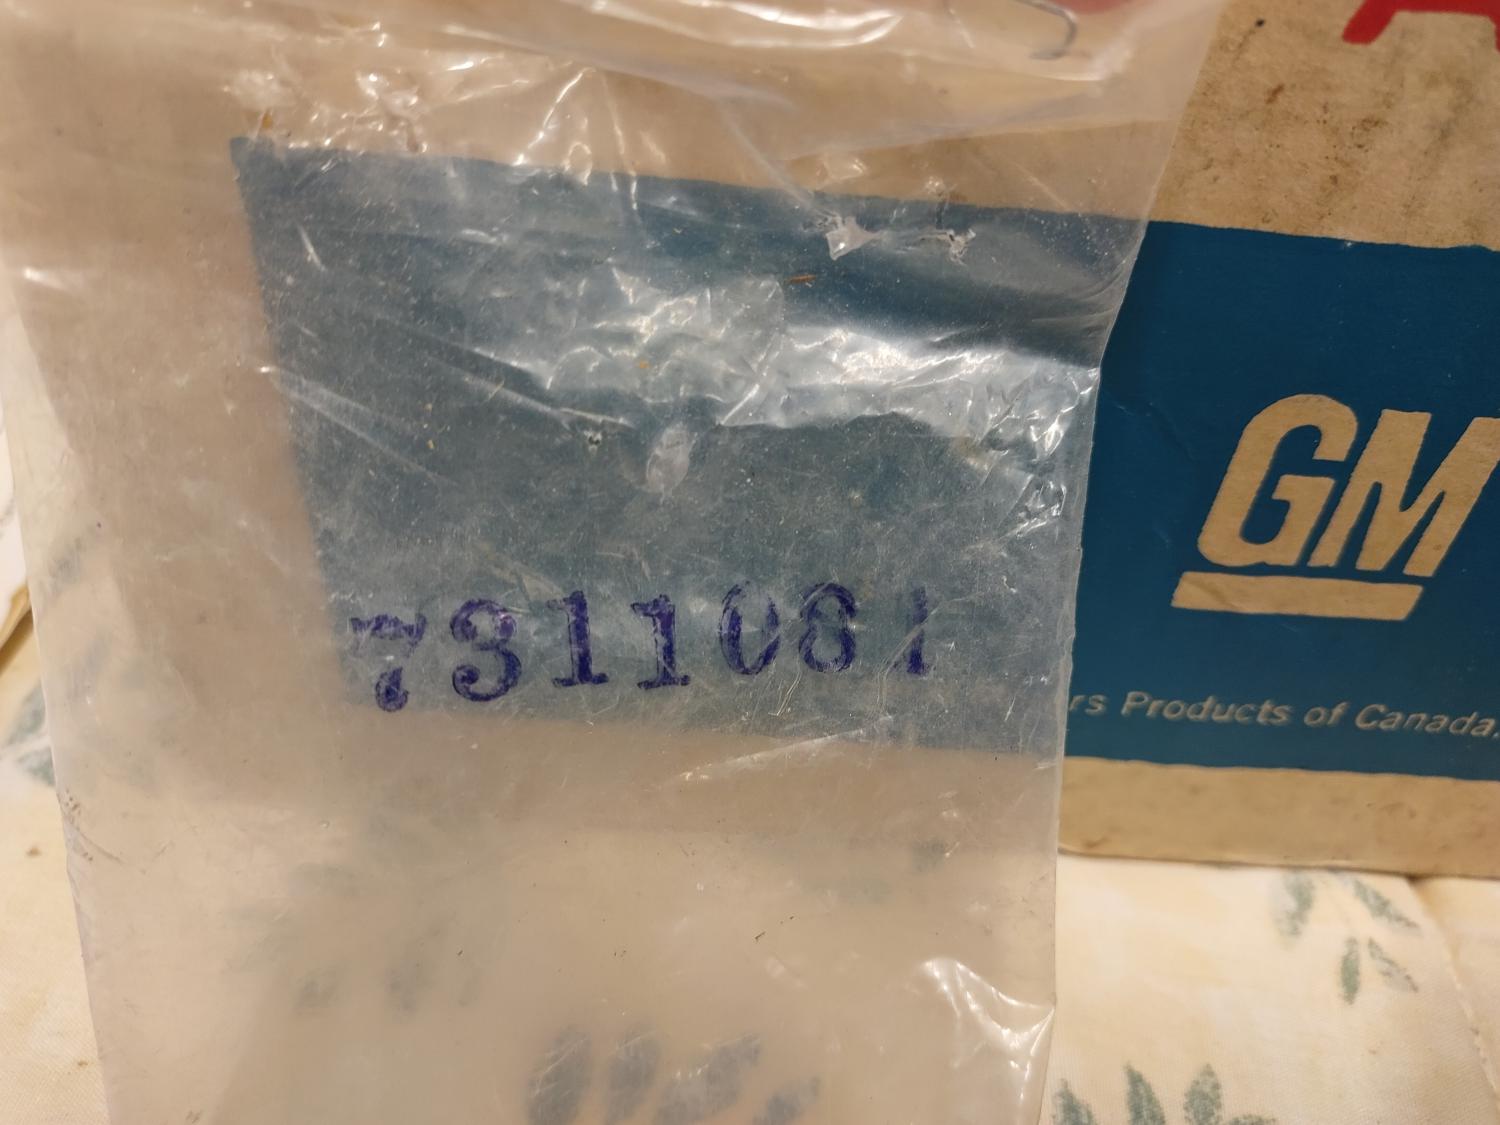 A
GM
7311081
rs Products of Canada.